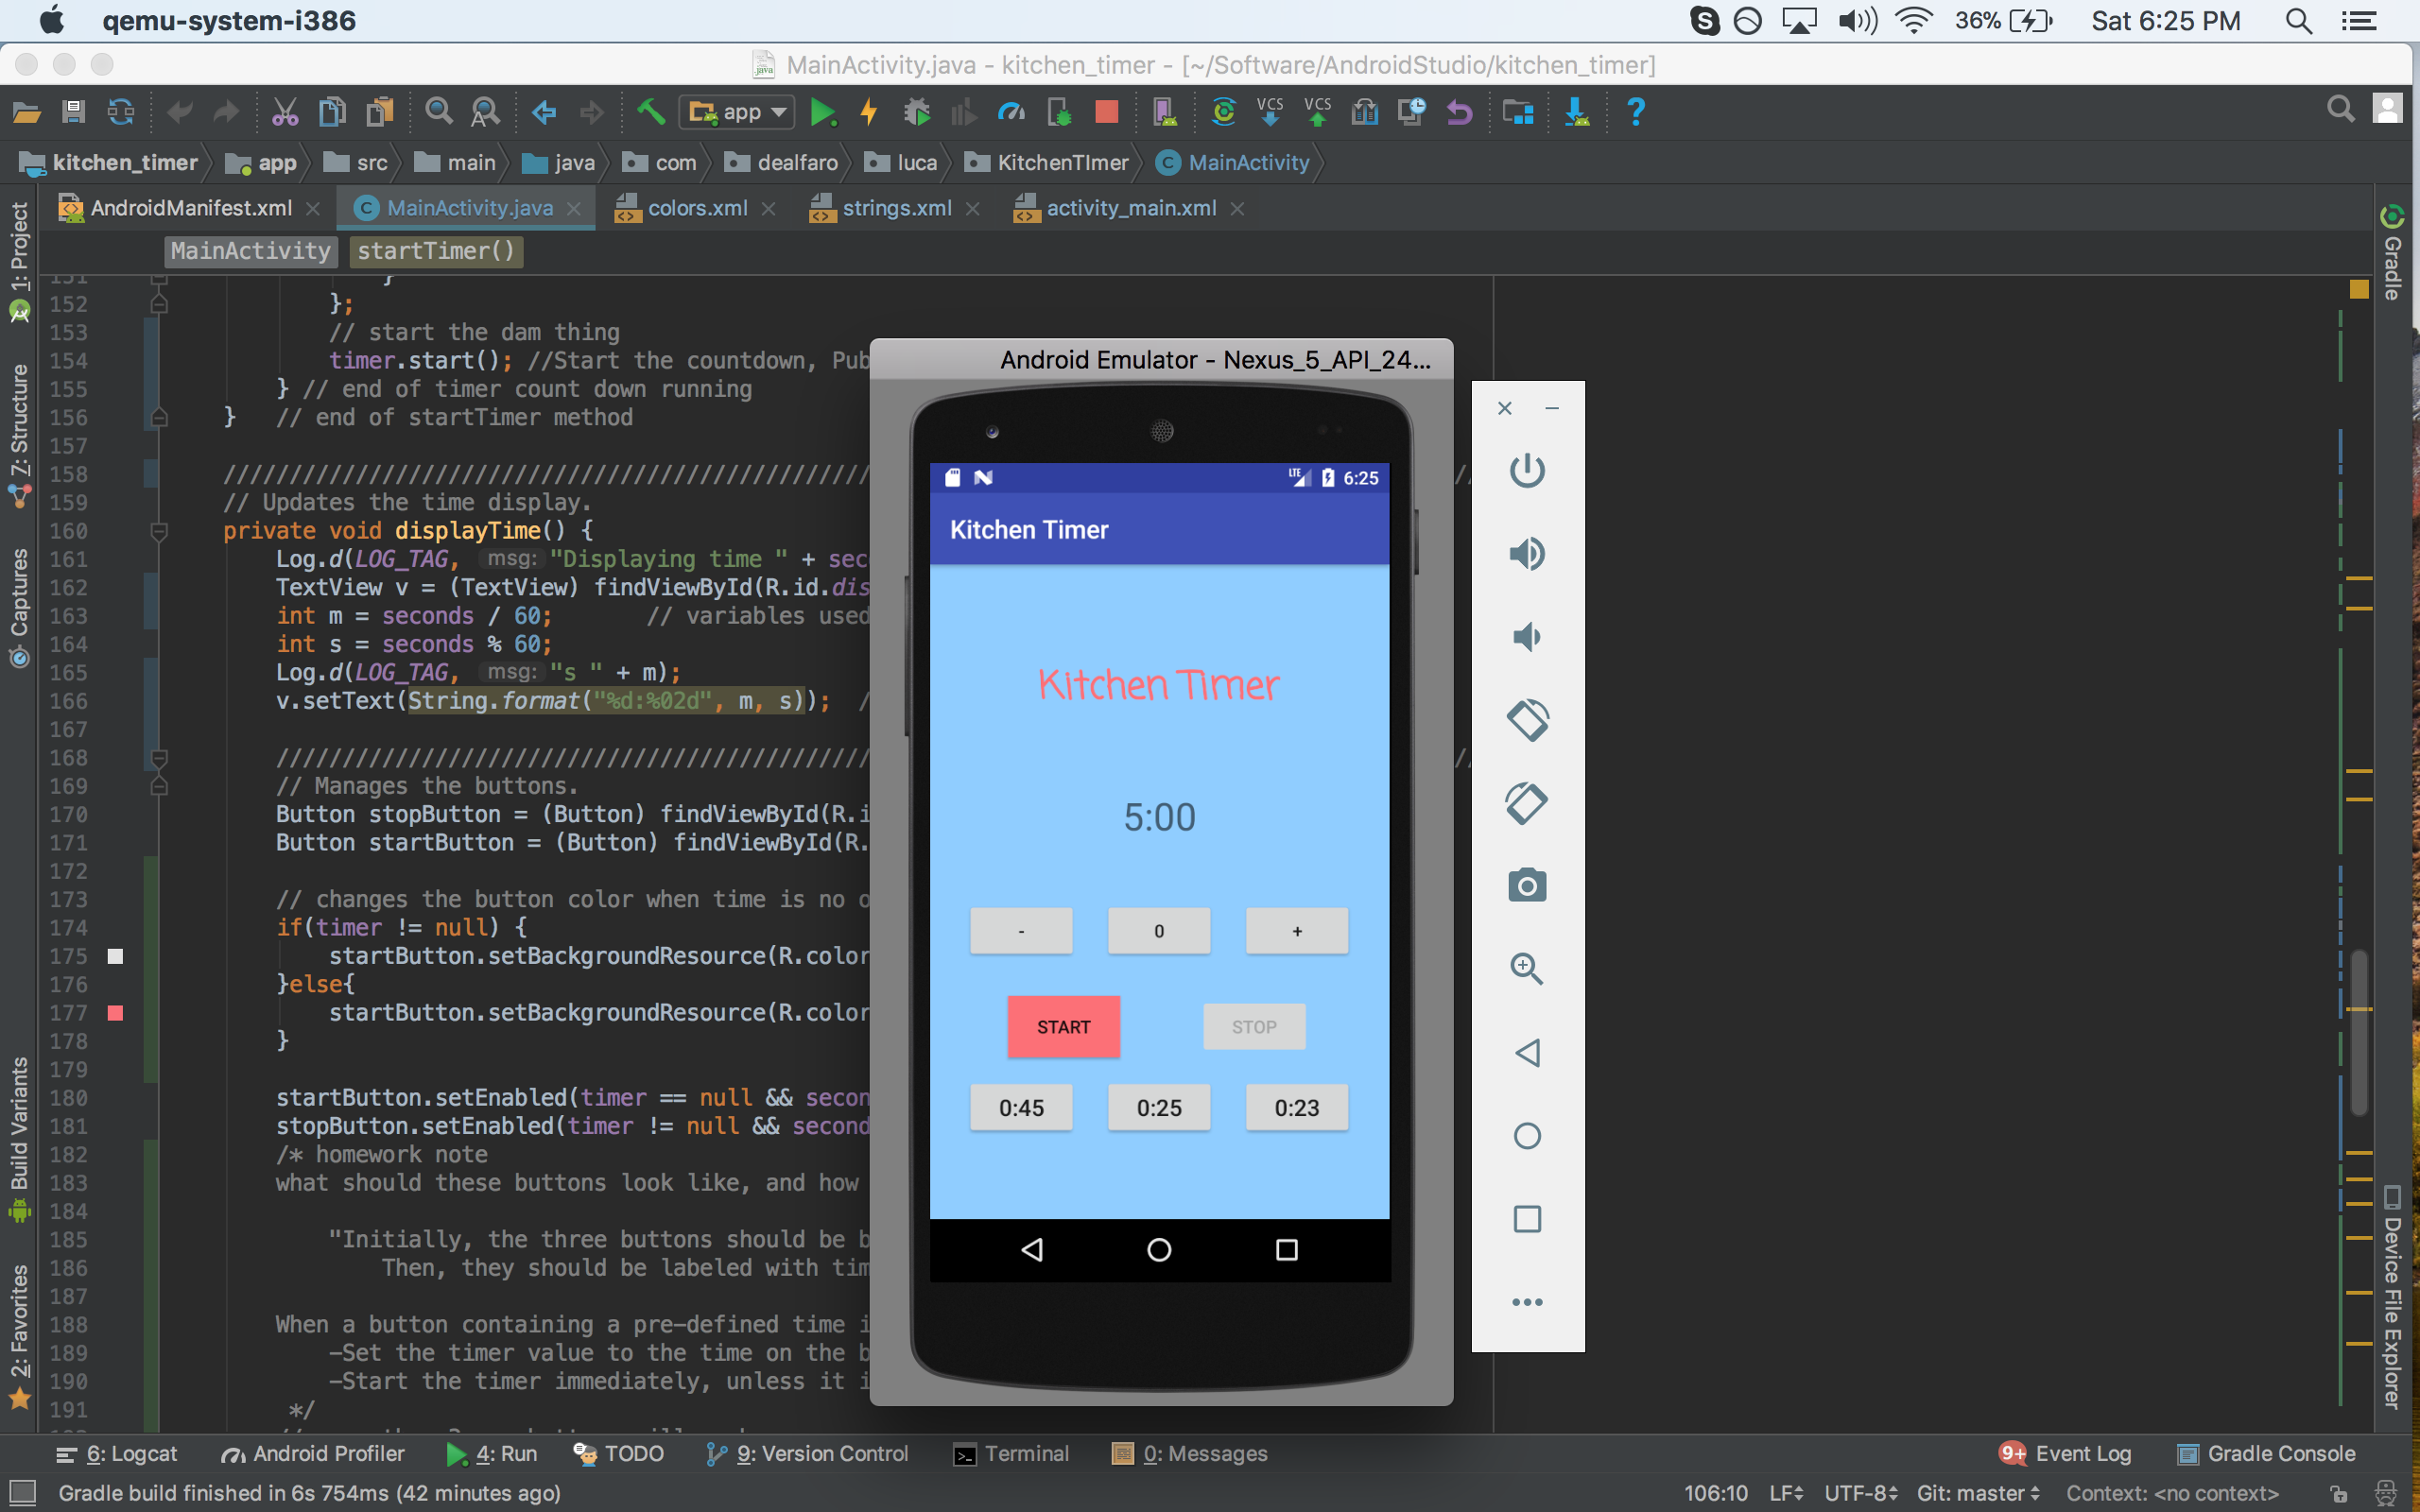 qemu-system-i386
36%
Sat 6:25 PM
MainActivity.java - kitchen_timer - [~/Software/AndroidStudio/kitchen_timer]
app
VCS VCS
kitchen_timer app src main java com dealfaro luca KitchenTImer MainActivity
AndroidManifest.xml MainActivity.java colors.xml strings.xml activity_main.xml
MainActivity startTimer()
1: Project
7: Structure
Captures
Build Variants
2: Favorites
151 }
152 };
153 // start the dam thing
154 timer.start(); //Start the countdown, Pub
155 } // end of timer count down running
156 } // end of startTimer method
157
158 //////////////////////////////////////////////////
159 // Updates the time display.
160 private void displayTime() {
161 Log.d(LOG_TAG, msg: "Displaying time " + sec
162 TextView v = (TextView) findViewById(R.id.dis
163 int m = seconds / 60; // variables used
164 int s = seconds % 60;
165 Log.d(LOG_TAG, msg: "s " + m);
166 v.setText(String.format("%d:%02d", m, s)); /
167
168 //////////////////////////////////////////////
169 // Manages the buttons.
170 Button stopButton = (Button) findViewById(R.i
171 Button startButton = (Button) findViewById(R.
172
173 // changes the button color when time is no o
174 if(timer != null) {
175 startButton.setBackgroundResource(R.color
176 }else{
177 startButton.setBackgroundResource(R.color
178 }
179
180 startButton.setEnabled(timer == null && secon
181 stopButton.setEnabled(timer != null && second
182 /* homework note
183 what should these buttons look like, and how
184
185 "Initially, the three buttons should be b
186 Then, they should be labeled with tim
187
188 When a button containing a pre-defined time i
189 -Set the timer value to the time on the b
190 -Start the timer immediately, unless it i
191 */
Android Emulator - Nexus_5_API_24...
LTE 6:25
Kitchen Timer
Kitchen Timer
5:00
- 0 +
START STOP
0:45 0:25 0:23
Gradle
Device File Explorer
6: Logcat Android Profiler 4: Run TODO 9: Version Control Terminal 0: Messages 9+ Event Log Gradle Console
Gradle build finished in 6s 754ms (42 minutes ago) 106:10 LF UTF-8 Git: master Context: <no context>